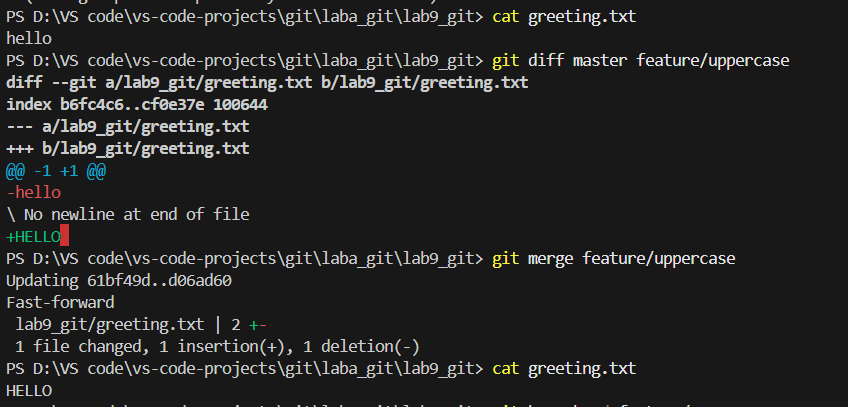 PS D:\VS code\vs-code-projects\git\laba_git\lab9_git> cat greeting.txt
hello
PS D:\VS code\vs-code-projects\git\laba_git\lab9_git> git diff master feature/uppercase
diff --git a/lab9_git/greeting.txt b/lab9_git/greeting.txt
index b6fc4c6..cf0e37e 100644
--- a/lab9_git/greeting.txt
+++ b/lab9_git/greeting.txt
@@ -1 +1 @@
-hello
\ No newline at end of file
+HELLO
PS D:\VS code\vs-code-projects\git\laba_git\lab9_git> git merge feature/uppercase
Updating 61bf49d..d06ad60
Fast-forward
 lab9_git/greeting.txt | 2 +-
 1 file changed, 1 insertion(+), 1 deletion(-)
PS D:\VS code\vs-code-projects\git\laba_git\lab9_git> cat greeting.txt
HELLO